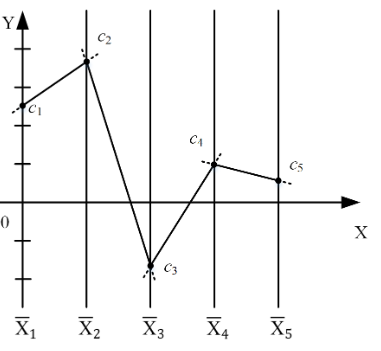 Y
c₂
c₁
c₄
c₅
0
X
c₃
X̅₁ X̅₂ X̅₃ X̅₄ X̅₅